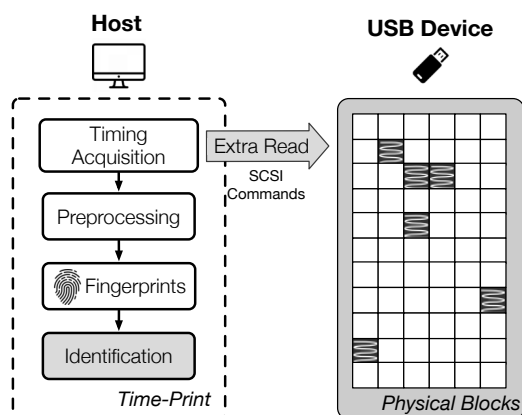 Host
USB Device
Timing
Acquisition
Extra Read
SCSI
Commands
Preprocessing
Fingerprints
Identification
Time-Print
Physical Blocks